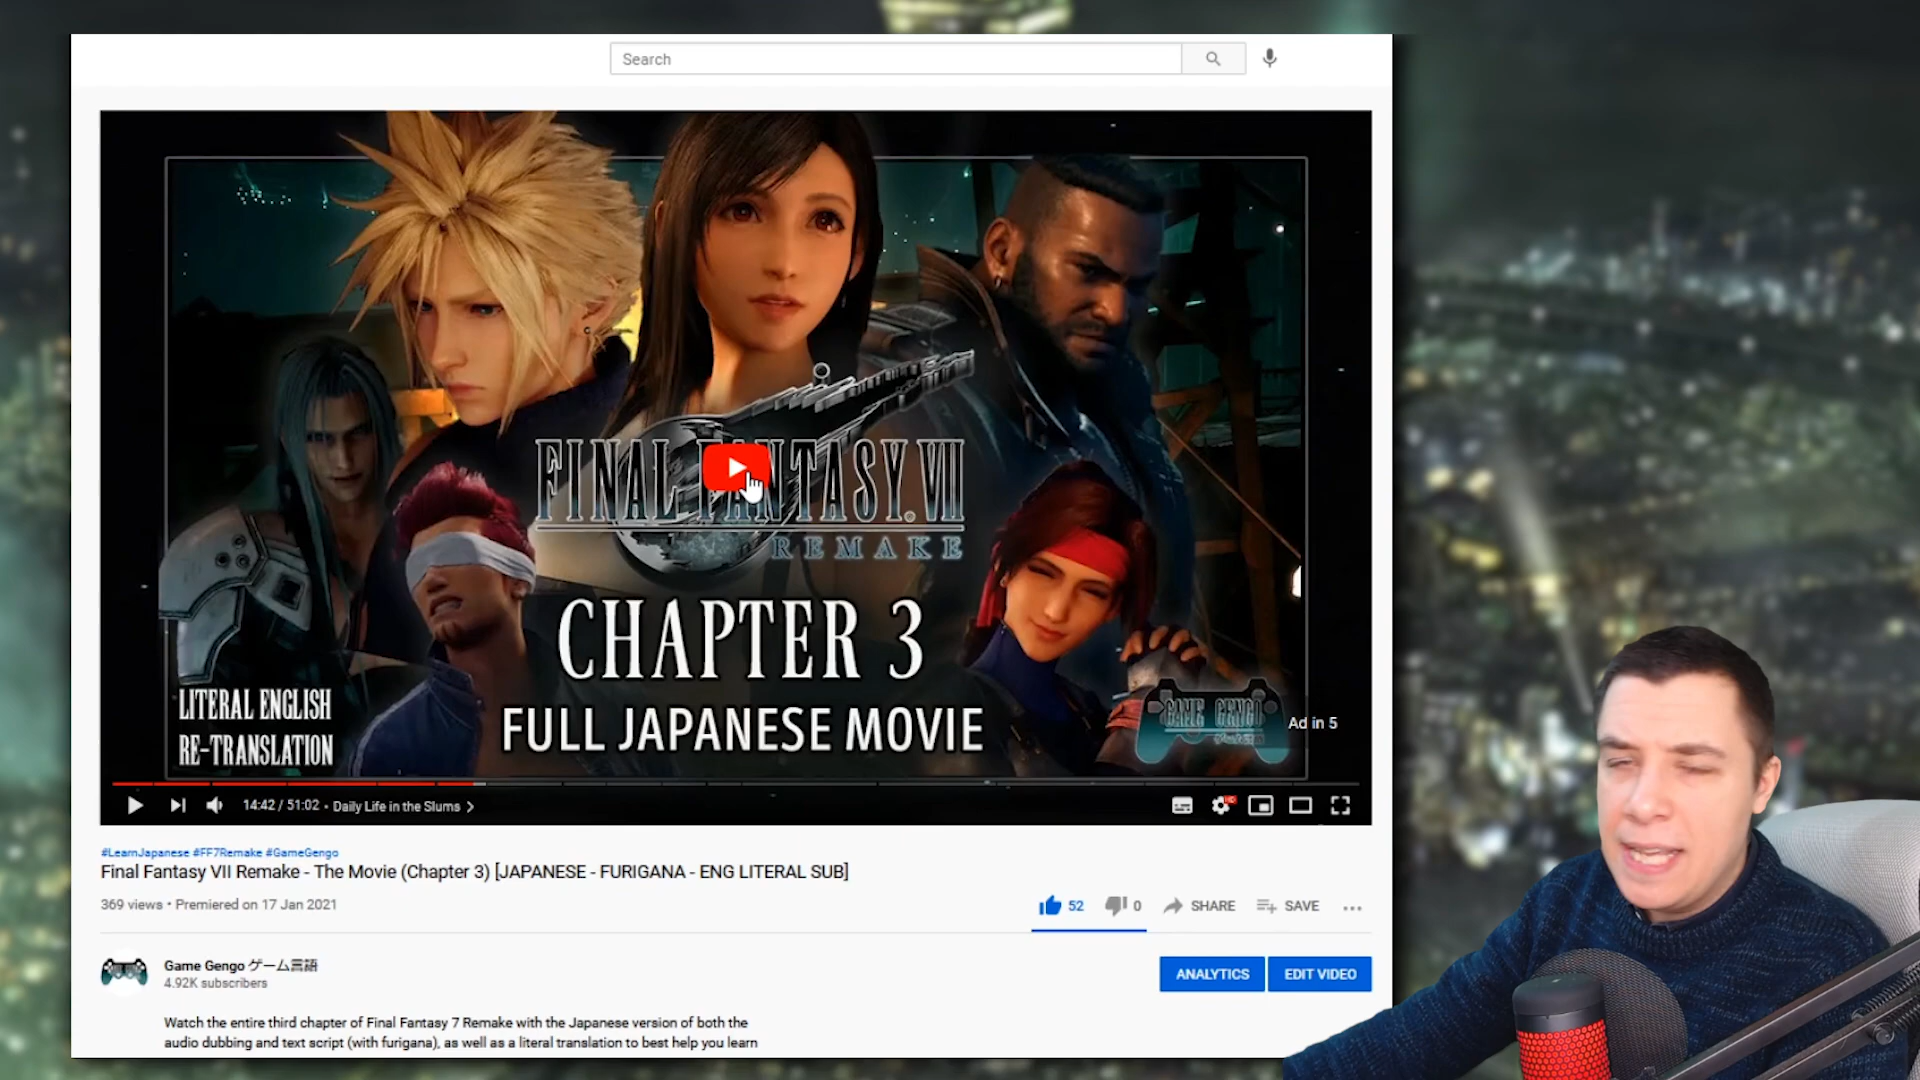 Search
FINAL FANTASY.VII
REMAKE
CHAPTER 3
FULL JAPANESE MOVIE
LITERAL ENGLISH
RE-TRANSLATION
GAME GENGO
Ad in 5
14:42 / 51:02 • Daily Life in the Slums >
#LearnJapanese #FF7Remake #GameGengo
Final Fantasy VII Remake - The Movie (Chapter 3) [JAPANESE - FURIGANA - ENG LITERAL SUB]
369 views • Premiered on 17 Jan 2021
52
0
SHARE
SAVE
Game Gengo ゲーム言語
4.92K subscribers
ANALYTICS
EDIT VIDEO
Watch the entire third chapter of Final Fantasy 7 Remake with the Japanese version of both the
audio dubbing and text script (with furigana), as well as a literal translation to best help you learn